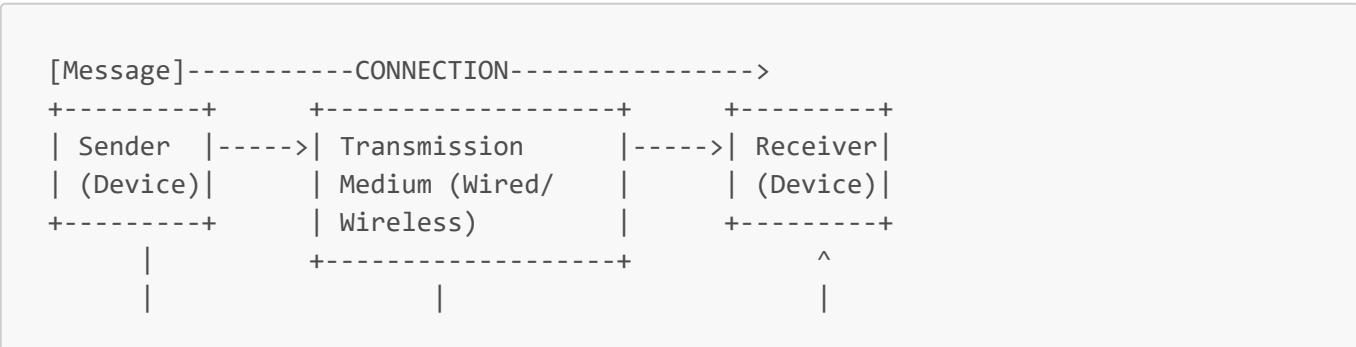 [Message]-----------CONNECTION---------------->
+---------+      +-------------------+      +---------+
| Sender  |----->| Transmission      |----->| Receiver|
| (Device)|      | Medium (Wired/    |      | (Device)|
+---------+      | Wireless)         |      +---------+
      |          +-------------------+            ^
      |                  |                        |